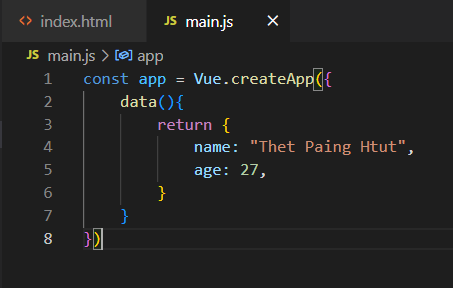 index.html
JS main.js
JS main.js > app
1 const app = Vue.createApp({
2     data(){
3         return {
4             name: "Thet Paing Htut",
5             age: 27,
6         }
7     }
8 })